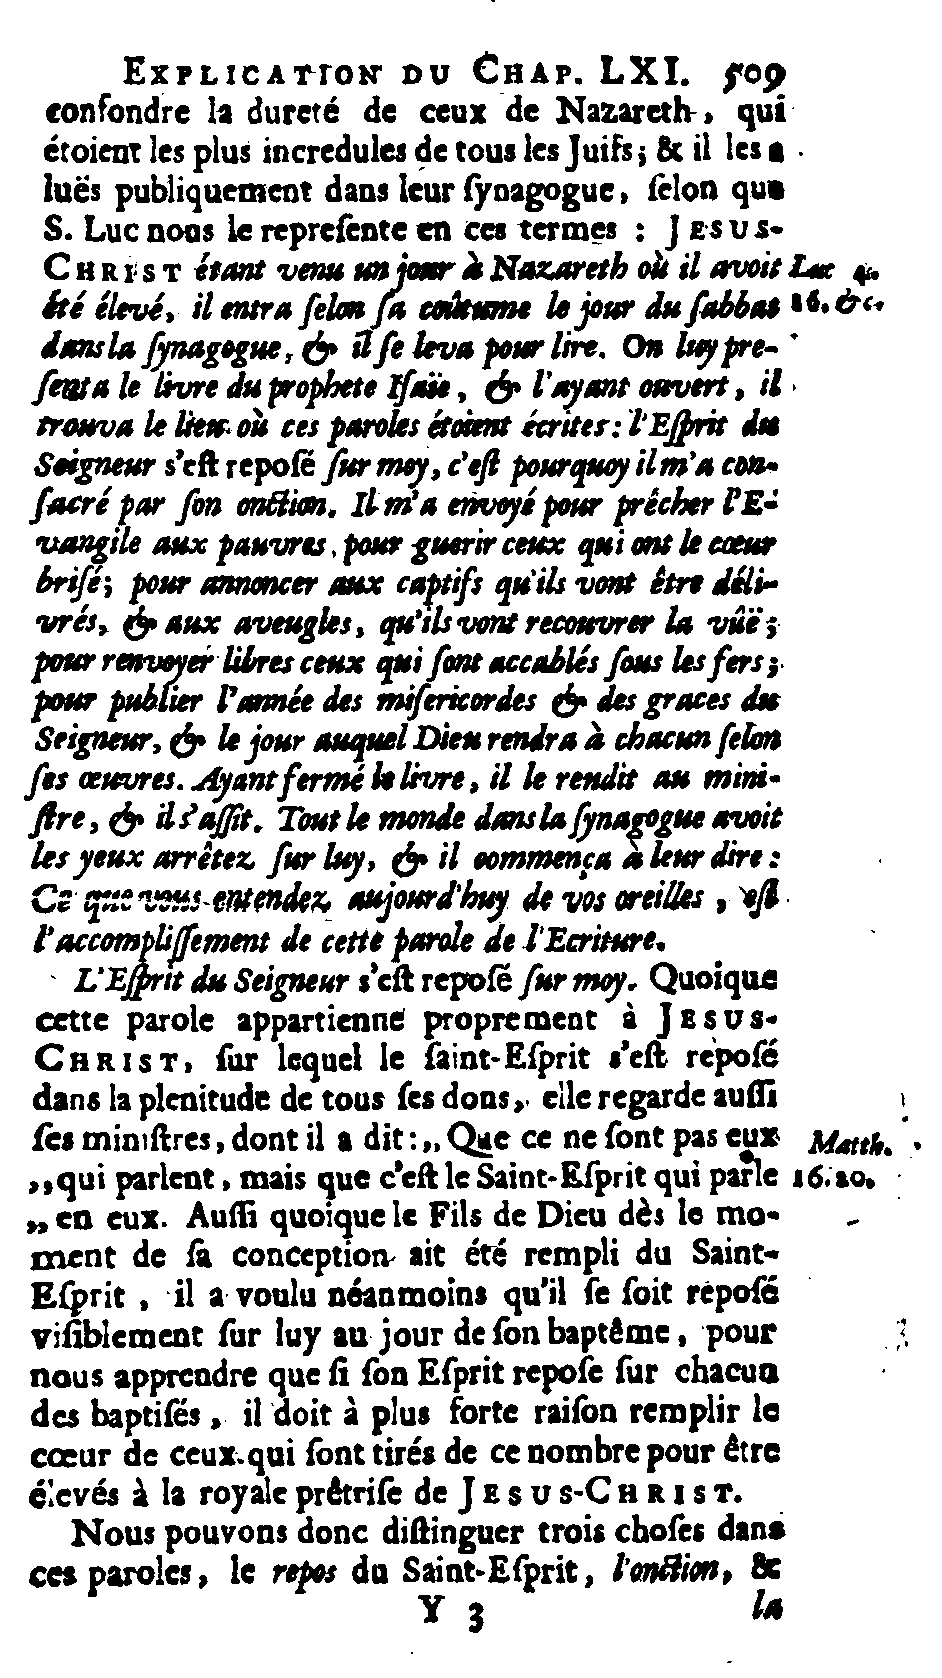 EXPLICATION DU CHAP. LXI. 509
confondre la dureté de ceux de Nazareth, qui
étoient les plus incredules de tous les Juifs; & il les a
luës publiquement dans leur ſynagogue, ſelon que
S. Luc nous le repreſente en ces termes : JESUS-
CHRIST étant venu un jour à Nazareth où il avoit Luc 4.
été élevé, il entra ſelon ſa coûtume le jour du ſabbat 16. &c.
dans la ſynagogue, & il ſe leva pour lire. On luy pre-
ſenta le livre du prophete Iſaïe, & l'ayant ouvert, il
trouva le lieu où ces paroles étoient écrites : l'Eſprit du
Seigneur s'eſt repoſé ſur moy, c'eſt pourquoy il m'a con-
ſacré par ſon onction. Il m'a envoyé pour prêcher l'E-
vangile aux pauvres, pour guerir ceux qui ont le cœur
briſé; pour annoncer aux captifs qu'ils vont être déli-
vrés, & aux aveugles, qu'ils vont recouvrer la vûë;
pour renvoyer libres ceux qui ſont accablés ſous les fers;
pour publier l'année des miſericordes & des graces du
Seigneur, & le jour auquel Dieu rendra à chacun ſelon
ſes œuvres. Ayant fermé le livre, il le rendit au mini-
ſtre, & il s'aſſit. Tout le monde dans la ſynagogue avoit
les yeux arrêtez ſur luy, & il commença à leur dire :
Ce que vous entendez aujourd'huy de vos oreilles, eſt
l'accompliſſement de cette parole de l'Ecriture.
L'Eſprit du Seigneur s'eſt repoſé ſur moy. Quoique
cette parole appartienne proprement à JESUS-
CHRIST, ſur lequel le ſaint-Eſprit s'eſt repoſé
dans la plenitude de tous ſes dons, elle regarde auſſi
ſes miniſtres, dont il a dit : „Que ce ne ſont pas eux Matth.
„qui parlent, mais que c'eſt le Saint-Eſprit qui parle 16. 20.
„en eux. Auſſi quoique le Fils de Dieu dès le mo-
ment de ſa conception ait été rempli du Saint-
Eſprit, il a voulu néanmoins qu'il ſe ſoit repoſé
viſiblement ſur luy au jour de ſon baptême, pour
nous apprendre que ſi ſon Eſprit repoſe ſur chacun
des baptiſés, il doit à plus forte raiſon remplir le
cœur de ceux qui ſont tirés de ce nombre pour être
élevés à la royale prêtriſe de JESUS-CHRIST.
Nous pouvons donc diſtinguer trois choſes dans
ces paroles, le repos du Saint-Eſprit, l'onction, &
Y 3 la